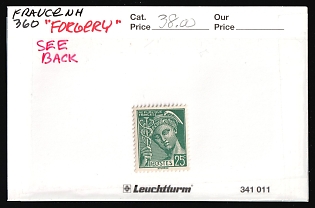 FRANCE NH
360 "FORGERY"
SEE
BACK
Cat.
Price 38.00
Our
Price
POSTES 25
Leuchtturm
341 011